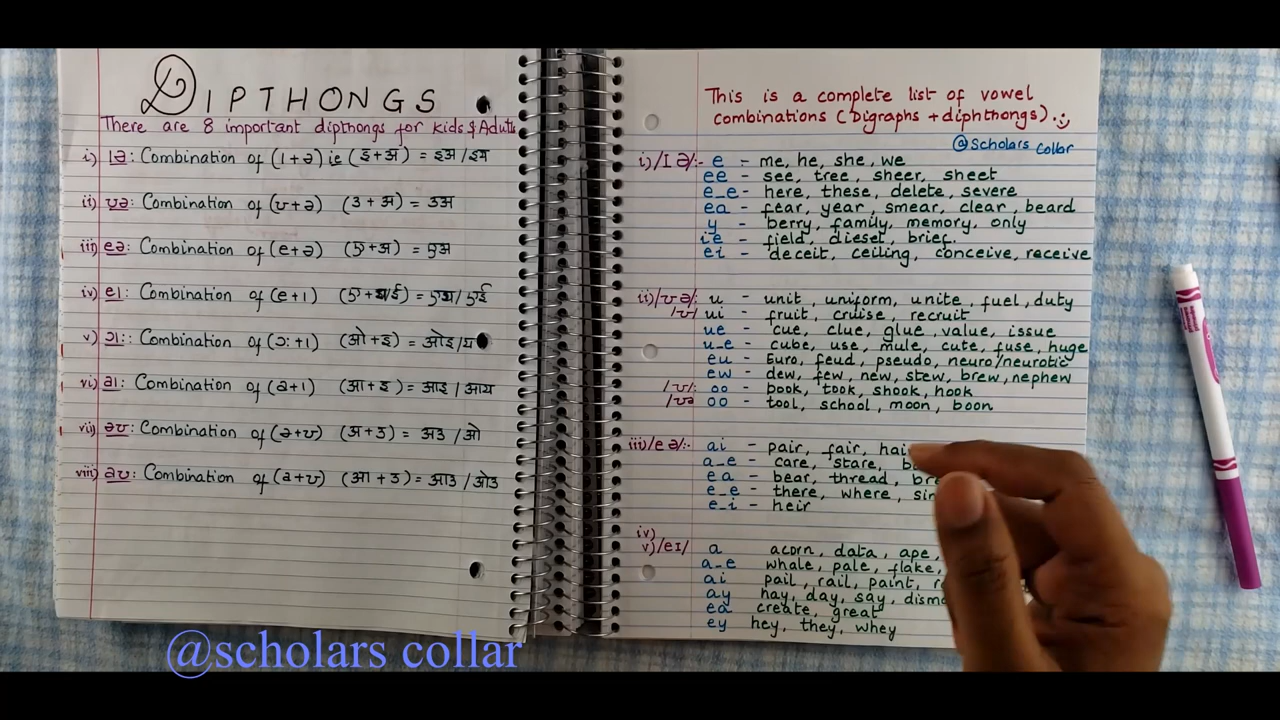 DIPTHONGS
There are 8 important dipthongs for kids & Adults
i) Iə: Combination of (I+ə) ie (इ+अ) = इअ/इय
ii) ʊə: Combination of (ʊ+ə) (उ+अ) = उअ
iii) eə: Combination of (e+ə) (ए+अ) = एअ
iv) eI: Combination of (e+I) = एय/एई
v) ɔI: Combination of (ɔ:+I) (ओ+इ) = ओइ/य
vi) aI: Combination of (a+I) (आ+इ) = आइ/आय
vii) əʊ: Combination of (ə+ʊ) (अ+उ) = अउ/ओ
viii) aʊ: Combination of (a+ʊ) (आ+उ) = आउ/ओउ
@scholars collar
This is a complete list of vowel
combinations (Digraphs + diphthongs).
@Scholars Collar
i) /I ə/:- e - me, he, she, we
ee - see, tree, sheer, sheet
e_e - here, these, delete, severe
ea - fear, year, smear, clear, beard
y - berry, family, memory, only
ie - field, diesel, brief.
ei - deceit, ceiling, conceive, receive
ii) /ʊə/: u - unit, uniform, unite, fuel, duty
/ʊ/ ui - fruit, cruise, recruit
ue - cue, clue, glue, value, issue
u_e - cube, use, mule, cute, fuse, huge
eu - Euro, feud, pseudo, neuro/neurotic
ew - dew, few, new, stew, brew, nephew
/ʊ/: oo - book, took, shook, hook
/ʊə oo - tool, school, moon, boon
iii) /eə/:- ai - pair, fair,
a_e - care, stare,
ea - bear, thread,
e_e - there, where,
e_i - heir
iv)
v) /eI/ a acorn, data, ape,
a_e whale, pale, flake,
ai pail, rail, paint,
ay hay, day, say,
ea create, great
ey hey, they, whey